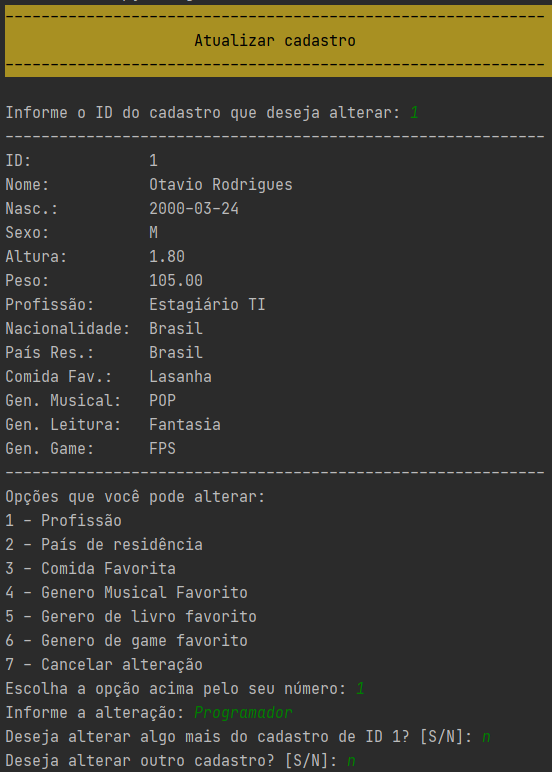 ------------------------------------------------------------
Atualizar cadastro
------------------------------------------------------------
Informe o ID do cadastro que deseja alterar: 1
------------------------------------------------------------
ID: 1
Nome: Otavio Rodrigues
Nasc.: 2000-03-24
Sexo: M
Altura: 1.80
Peso: 105.00
Profissão: Estagiário TI
Nacionalidade: Brasil
País Res.: Brasil
Comida Fav.: Lasanha
Gen. Musical: POP
Gen. Leitura: Fantasia
Gen. Game: FPS
------------------------------------------------------------
Opções que você pode alterar:
1 - Profissão
2 - País de residência
3 - Comida Favorita
4 - Genero Musical Favorito
5 - Gerero de livro favorito
6 - Genero de game favorito
7 - Cancelar alteração
Escolha a opção acima pelo seu número: 1
Informe a alteração: Programador
Deseja alterar algo mais do cadastro de ID 1? [S/N]: n
Deseja alterar outro cadastro? [S/N]: n